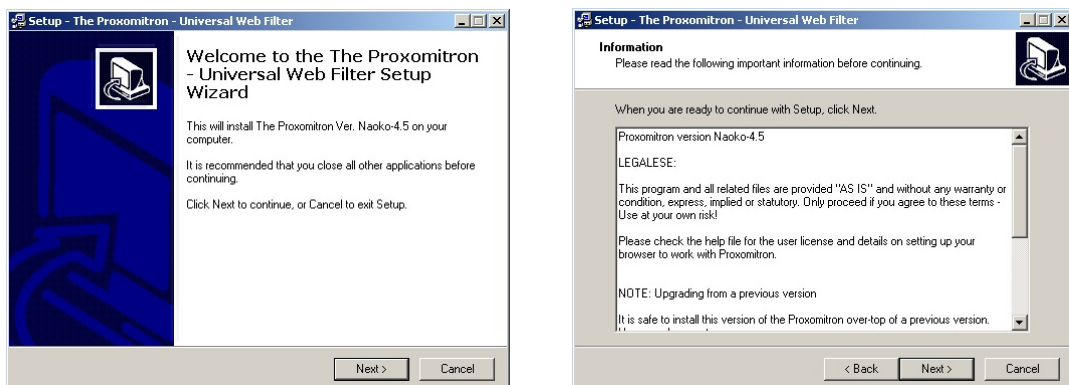 Setup - The Proxomitron - Universal Web Filter
Welcome to the The Proxomitron
- Universal Web Filter Setup
Wizard
This will install The Proxomitron Ver. Naoko-4.5 on your
computer.
It is recommended that you close all other applications before
continuing.
Click Next to continue, or Cancel to exit Setup.
Next >
Cancel
Setup - The Proxomitron - Universal Web Filter
Information
Please read the following important information before continuing.
When you are ready to continue with Setup, click Next.
Proxomitron version Naoko-4.5
LEGALESE:
This program and all related files are provided "AS IS" and without any warranty or
condition, express, implied or statutory. Only proceed if you agree to these terms -
Use at your own risk!
Please check the help file for the user license and details on setting up your
browser to work with Proxomitron.
NOTE: Upgrading from a previous version
It is safe to install this version of the Proxomitron over-top of a previous version.
< Back
Next >
Cancel